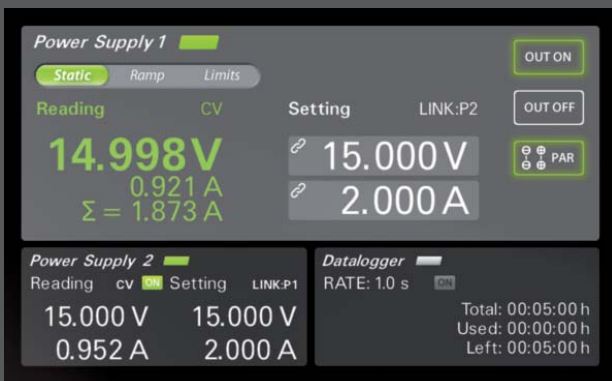 Power Supply 1
Static Ramp Limits
Reading CV Setting LINK:P2
14.998 V 15.000 V
0.921 A 2.000 A
Σ = 1.873 A
OUT ON
OUT OFF
PAR
Power Supply 2
Reading CV ON Setting LINK:P1
15.000 V 15.000 V
0.952 A 2.000 A
Datalogger
RATE: 1.0 s ON
Total: 00:05:00 h
Used: 00:00:00 h
Left: 00:05:00 h